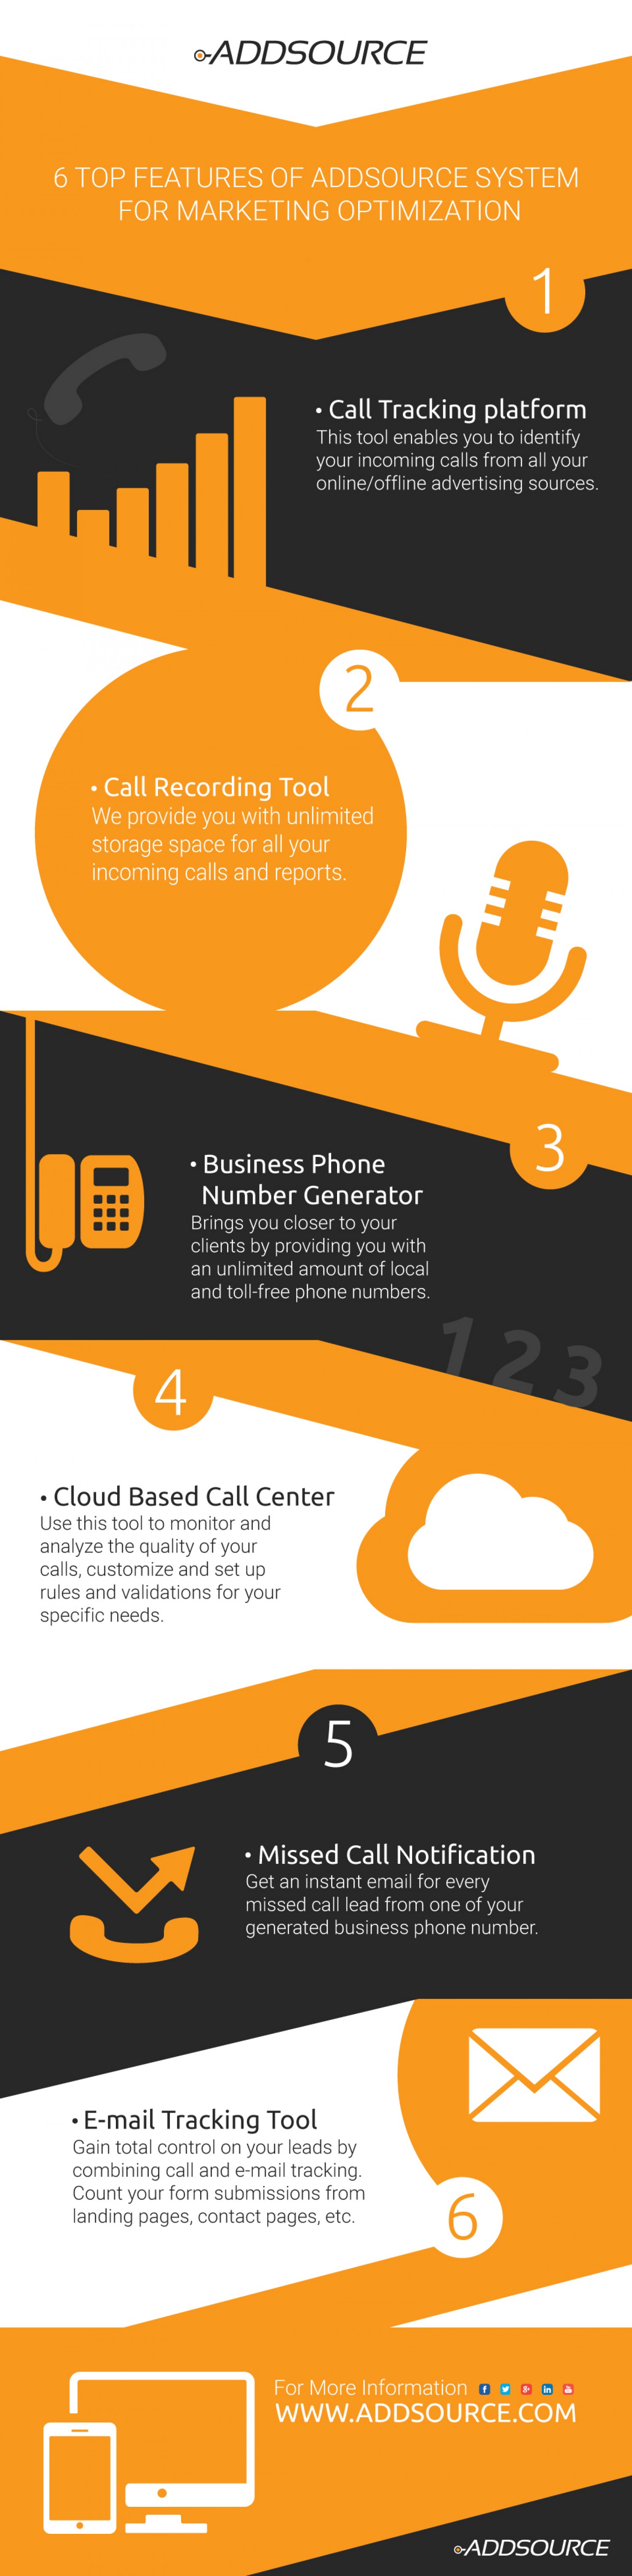 ADDSOURCE
6 TOP FEATURES OF ADDSOURCE SYSTEM
FOR MARKETING OPTIMIZATION
1
• Call Tracking platform
This tool enables you to identify
your incoming calls from all your
online/offline advertising sources.
2
• Call Recording Tool
We provide you with unlimited
storage space for all your
incoming calls and reports.
3
• Business Phone
Number Generator
Brings you closer to your
clients by providing you with
an unlimited amount of local
and toll-free phone numbers.
1 2 3
4
• Cloud Based Call Center
Use this tool to monitor and
analyze the quality of your
calls, customize and set up
rules and validations for your
specific needs.
5
• Missed Call Notification
Get an instant email for every
missed call lead from one of your
generated business phone number.
• E-mail Tracking Tool
Gain total control on your leads by
combining call and e-mail tracking.
Count your form submissions from
landing pages, contact pages, etc.
6
For More Information f g+ in
WWW.ADDSOURCE.COM
ADDSOURCE